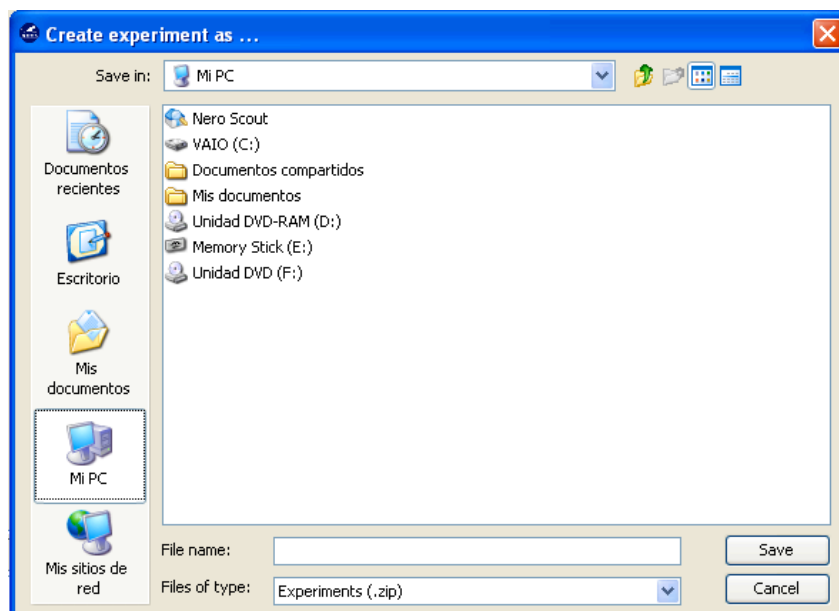 Create experiment as ...
Save in:
Mi PC
Documentos
recientes
Escritorio
Mis
documentos
Mi PC
Mis sitios de
red
Nero Scout
VAIO (C:)
Documentos compartidos
Mis documentos
Unidad DVD-RAM (D:)
Memory Stick (E:)
Unidad DVD (F:)
File name:
Save
Files of type:
Experiments (.zip)
Cancel